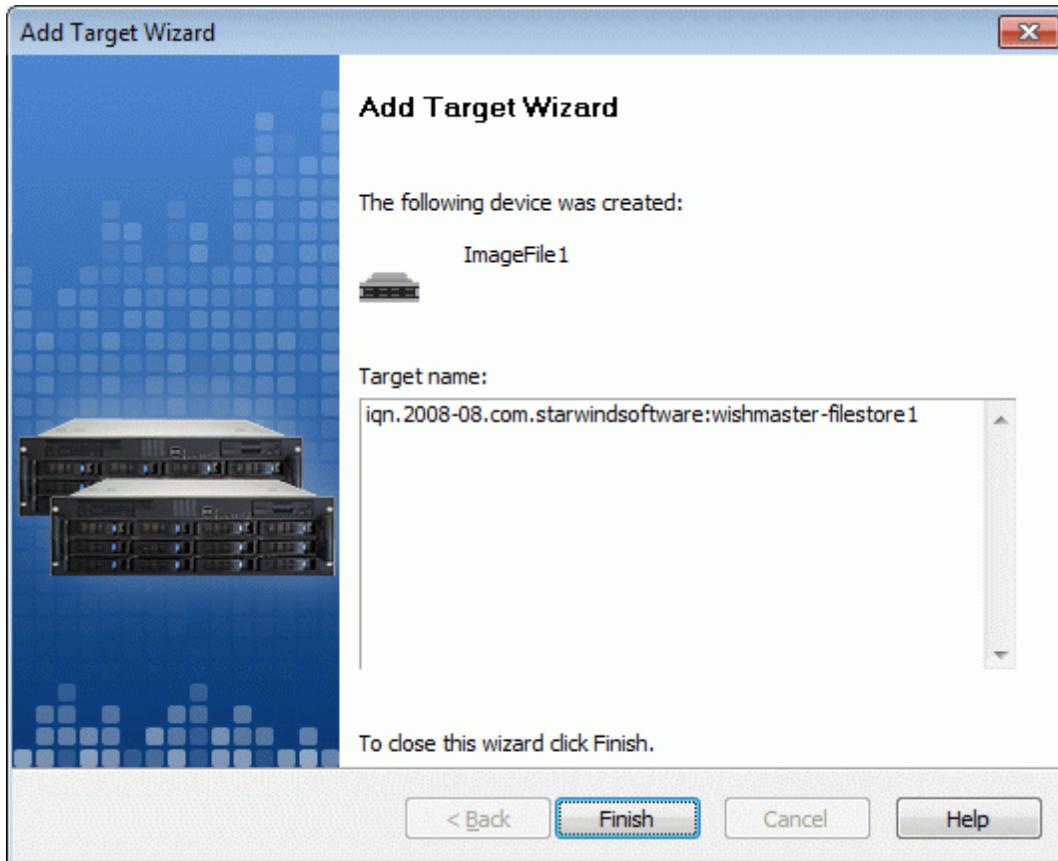 Add Target Wizard
Add Target Wizard
The following device was created:
ImageFile1
Target name:
iqn.2008-08.com.starwindsoftware:wishmaster-filestore1
To close this wizard click Finish.
< Back
Finish
Cancel
Help